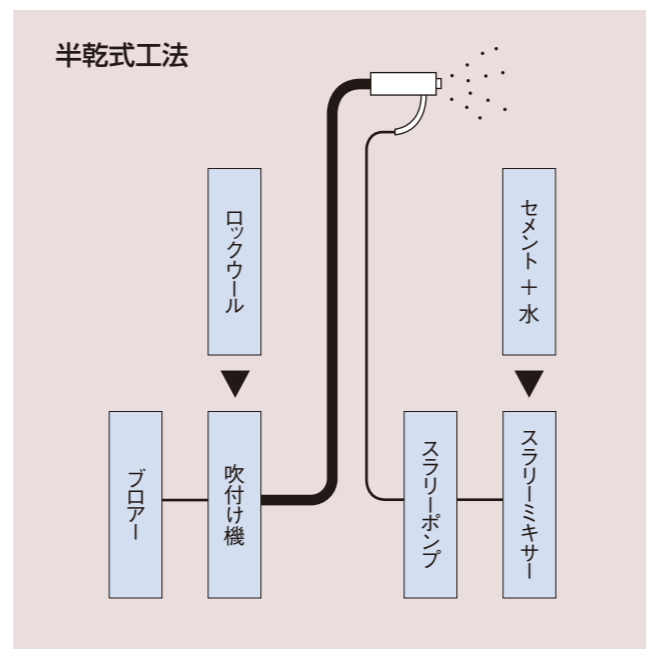 半乾式工法
ロックウール
セメント＋水
ブロアー
吹付け機
スラリーポンプ
スラリーミキサー